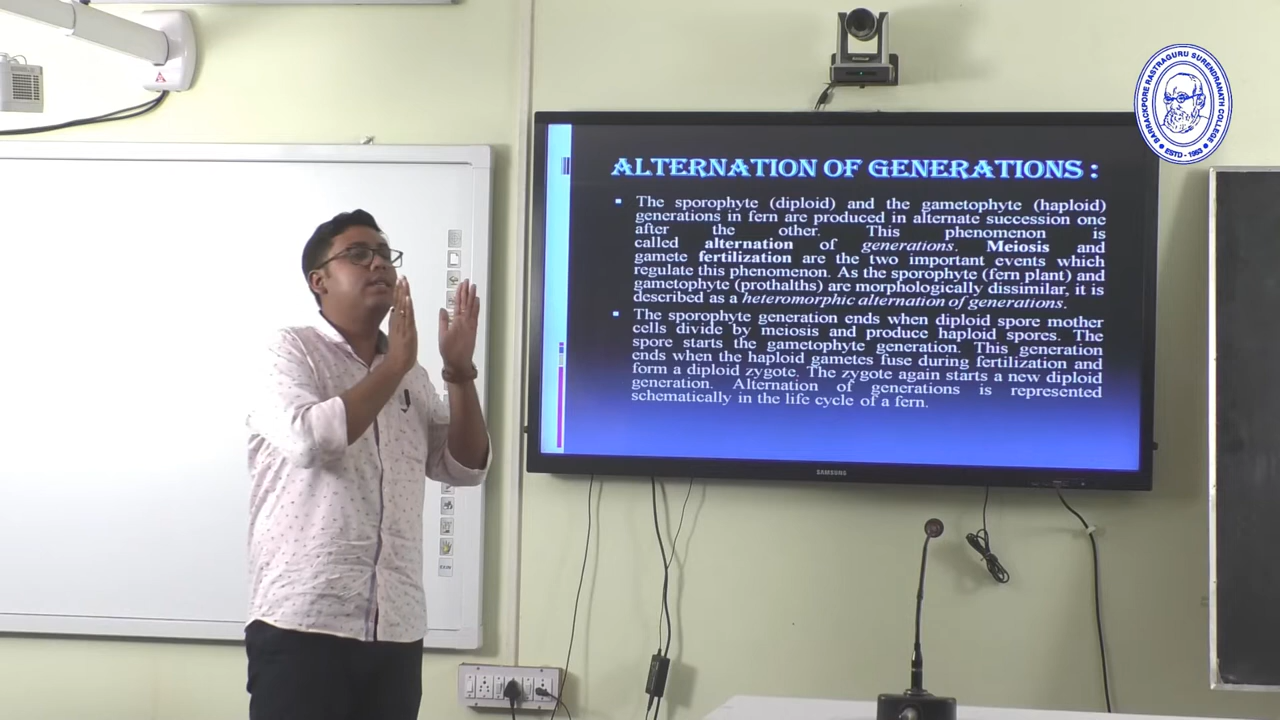 BARRACKPORE RASTRAGURU SURENDRANATH COLLEGE
ESTD - 1953
ALTERNATION OF GENERATIONS :
The sporophyte (diploid) and the gametophyte (haploid)
generations in fern are produced in alternate succession one
after the other. This phenomenon is
called alternation of generations. Meiosis and
gamete fertilization are the two important events which
regulate this phenomenon. As the sporophyte (fern plant) and
gametophyte (prothalths) are morphologically dissimilar, it is
described as a heteromorphic alternation of generations.
The sporophyte generation ends when diploid spore mother
cells divide by meiosis and produce haploid spores. The
spore starts the gametophyte generation. This generation
ends when the haploid gametes fuse during fertilization and
form a diploid zygote. The zygote again starts a new diploid
generation. Alternation of generations is represented
schematically in the life cycle of a fern.
SAMSUNG